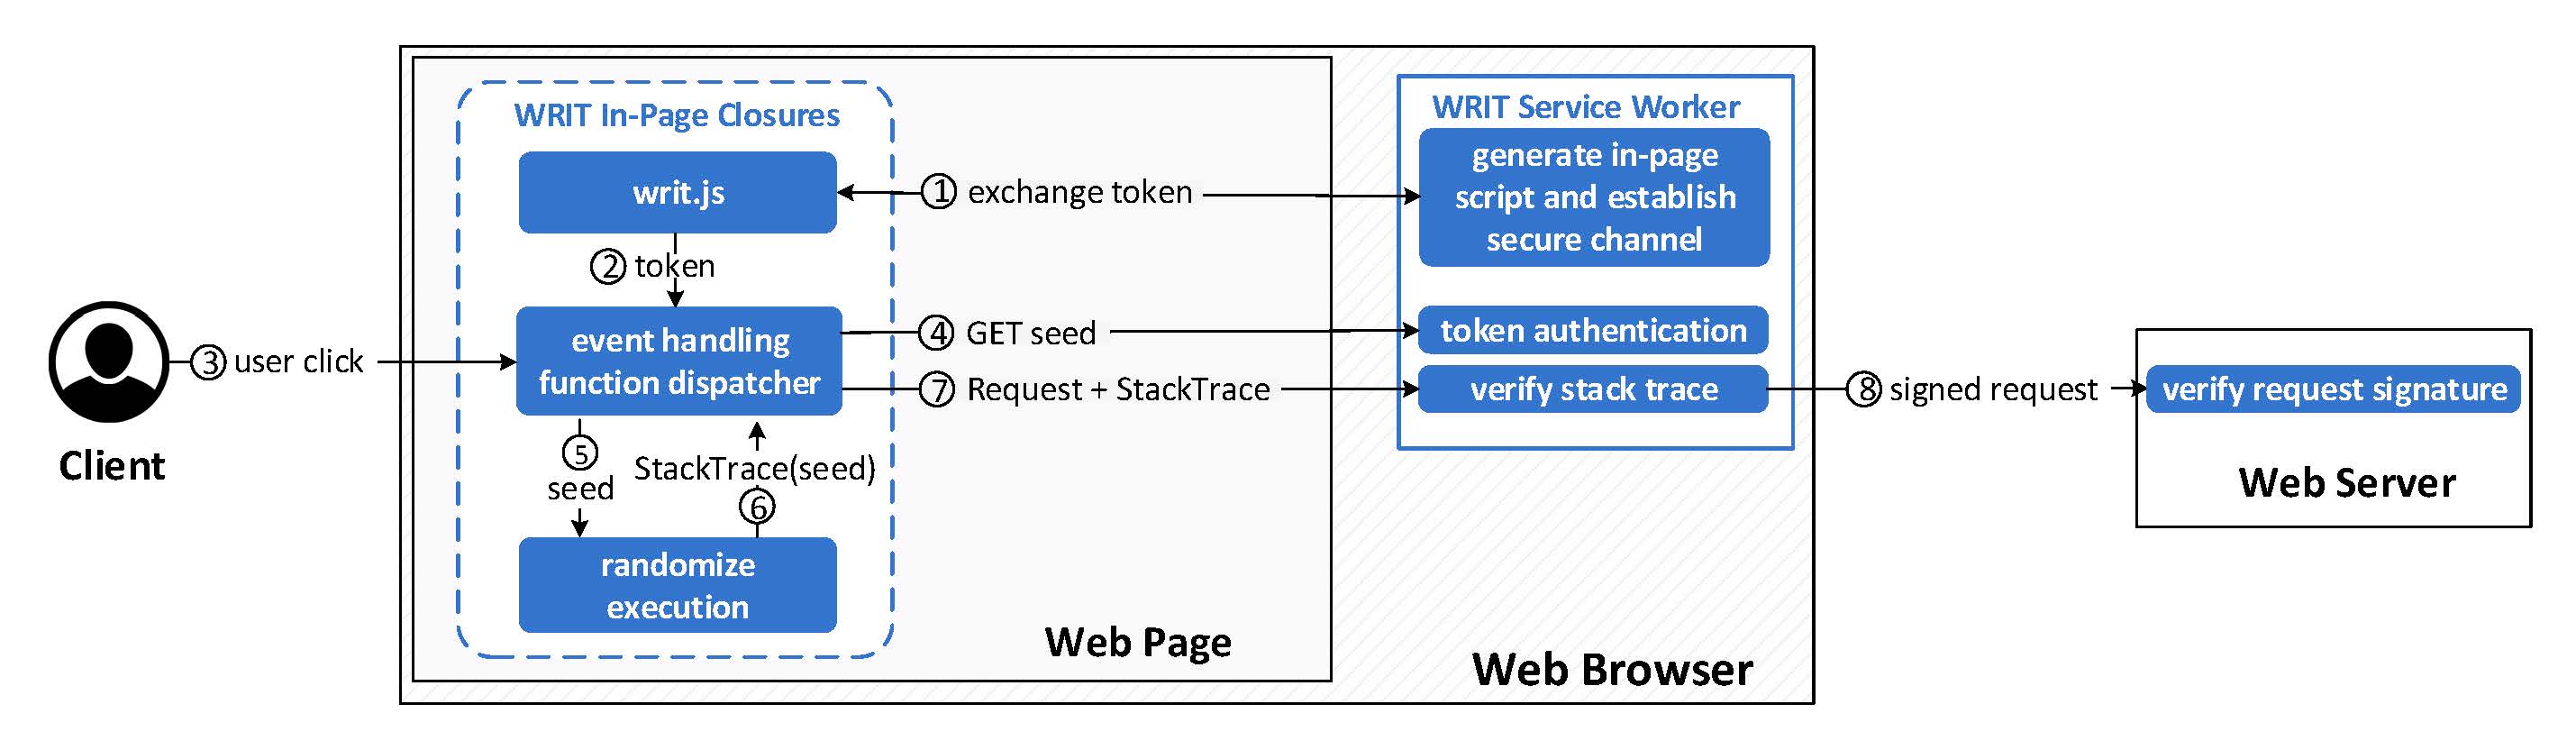 WRIT In-Page Closures
writ.js
① exchange token
WRIT Service Worker
generate in-page
script and establish
secure channel
② token
③ user click
event handling
function dispatcher
④ GET seed
token authentication
⑦ Request + StackTrace
verify stack trace
⑧ signed request
verify request signature
⑤
seed
StackTrace(seed)
⑥
randomize
execution
Client
Web Page
Web Browser
Web Server